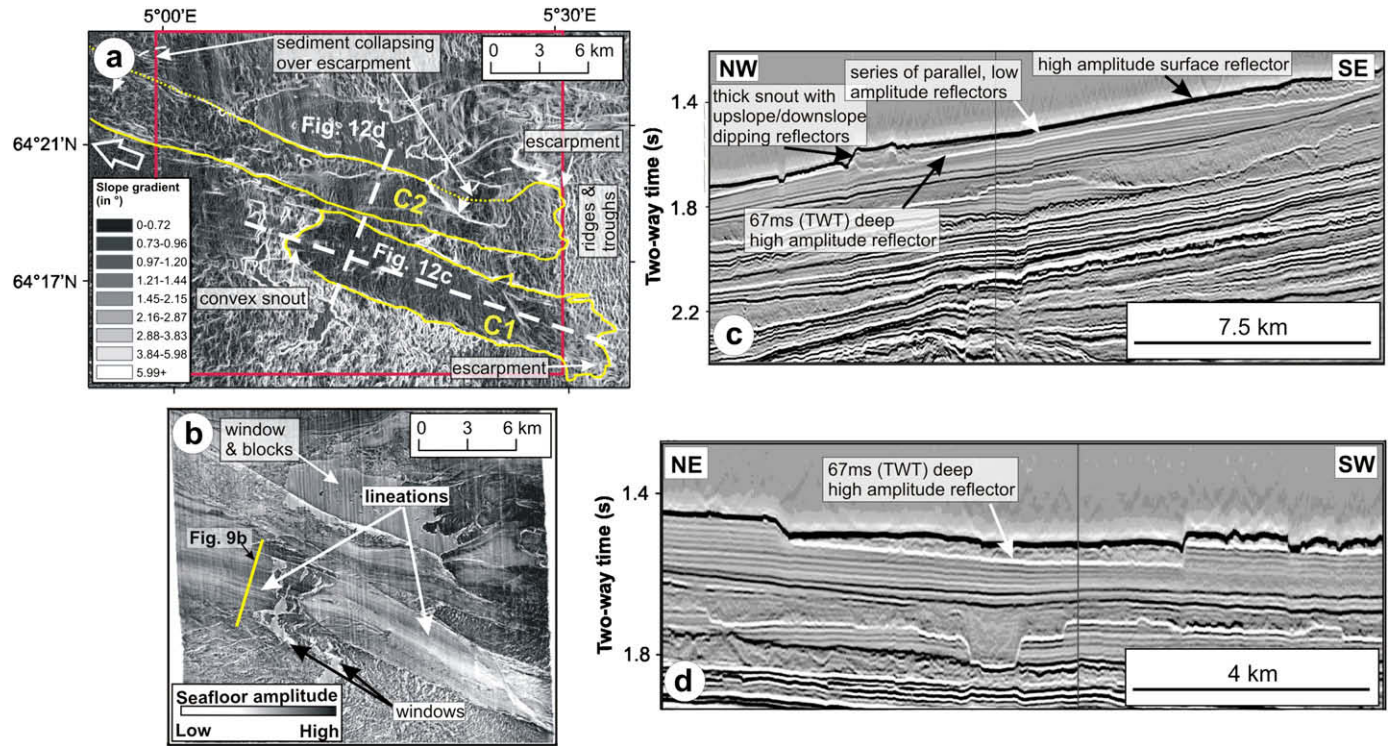 5°00'E
5°30'E
a
sediment collapsing
over escarpment
0 3 6 km
Fig. 12d
escarpment
64°21'N
Slope gradient
(in °)
0-0.72
0.73-0.96
0.97-1.20
1.21-1.44
1.45-2.15
2.16-2.87
2.88-3.83
3.84-5.98
5.99+
C2
ridges &
troughs
64°17'N
Fig. 12c
convex snout
C1
escarpment
b
window
& blocks
0 3 6 km
lineations
Fig. 9b
Seafloor amplitude
Low High
windows
NW
SE
series of parallel, low
amplitude reflectors
high amplitude surface reflector
thick snout with
upslope/downslope
dipping reflectors
67ms (TWT) deep
high amplitude reflector
Two-way time (s)
1.4
1.8
2.2
c
7.5 km
NE
SW
67ms (TWT) deep
high amplitude reflector
Two-way time (s)
1.4
1.8
d
4 km